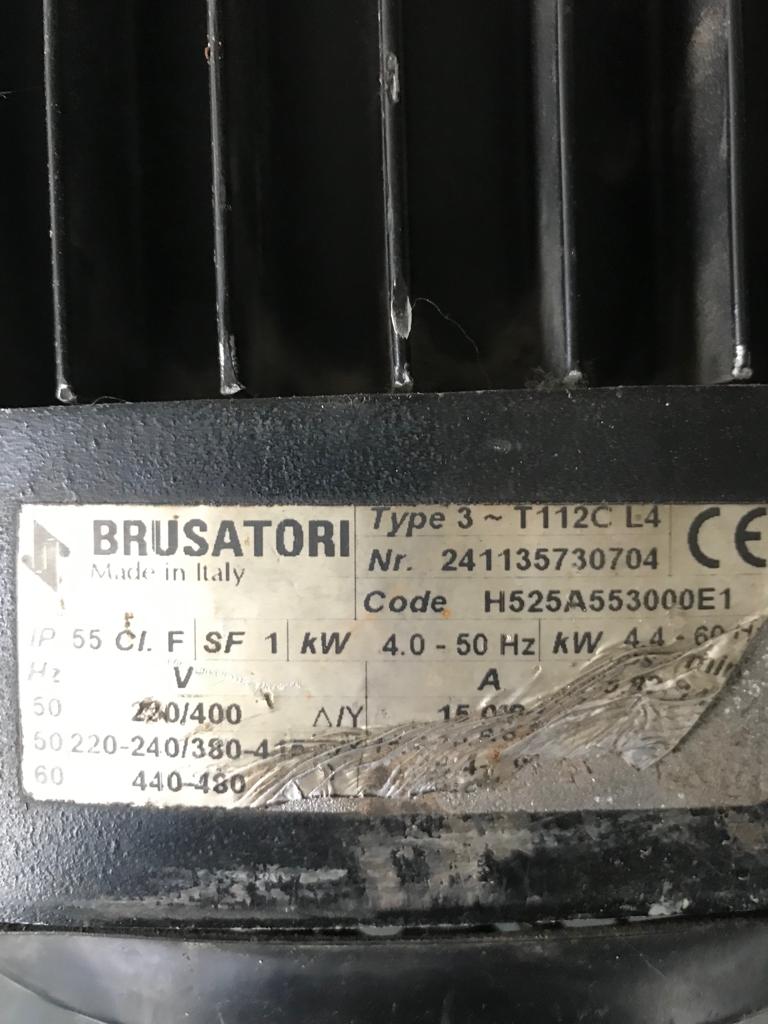 BRUSATORI
Made in Italy
Type 3 ~ T112C L4
Nr. 241135730704
Code H525A553000E1
CE
IP 55 Cl. F SF 1 kW 4.0 - 50 Hz kW 4.4 - 60 Hz
Hz V A
50 230/400 Δ/Y
50 220-240/380-415
60 440-480